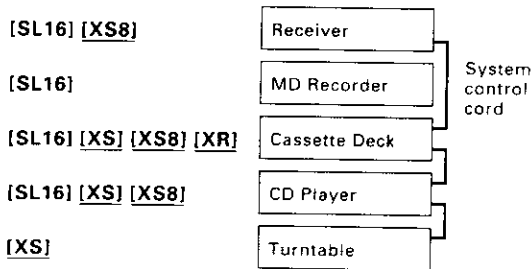 [SL16] [XS8] Receiver
[SL16] MD Recorder
System
control
cord
[SL16] [XS] [XS8] [XR] Cassette Deck
[SL16] [XS] [XS8] CD Player
[XS] Turntable